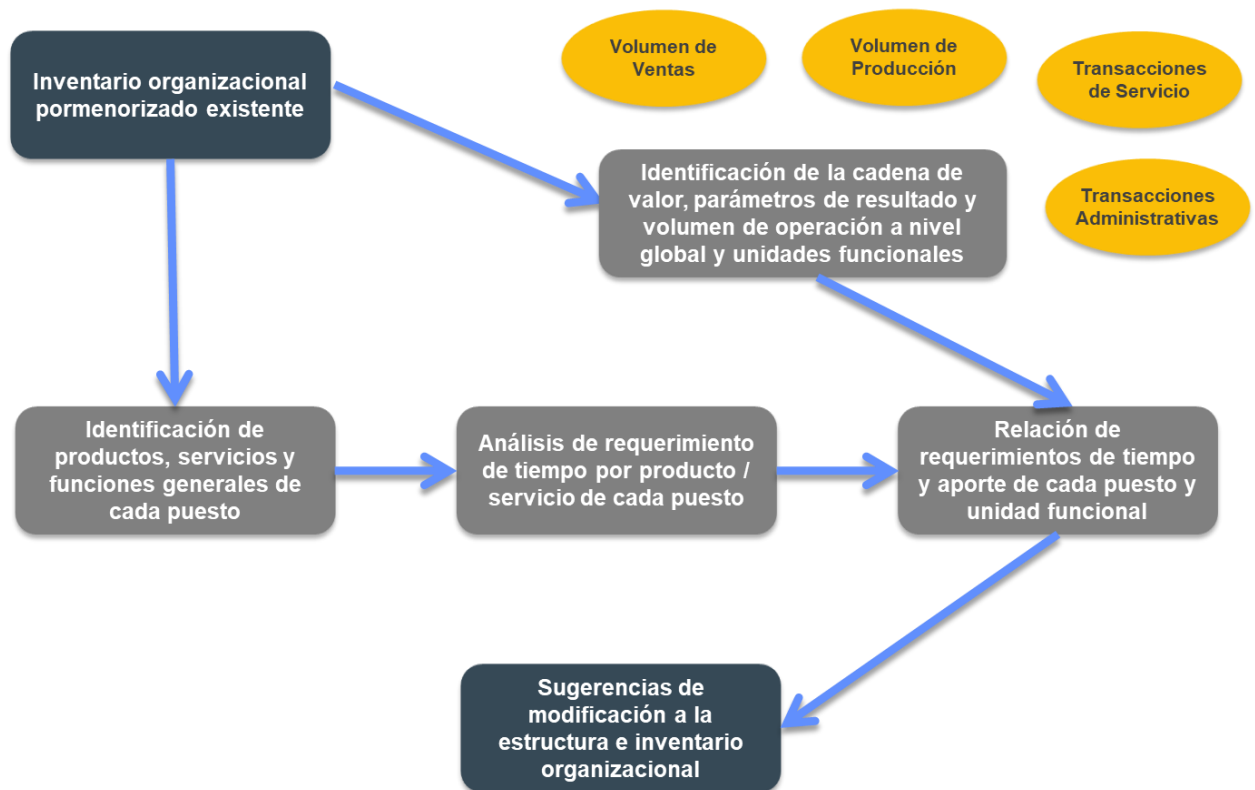 Inventario organizacional
pormenorizado existente
Volumen de
Ventas
Volumen de
Producción
Transacciones
de Servicio
Transacciones
Administrativas
Identificación de la cadena de
valor, parámetros de resultado y
volumen de operación a nivel
global y unidades funcionales
Identificación de
productos, servicios y
funciones generales de
cada puesto
Análisis de requerimiento
de tiempo por producto /
servicio de cada puesto
Relación de
requerimientos de tiempo
y aporte de cada puesto y
unidad funcional
Sugerencias de
modificación a la
estructura e inventario
organizacional